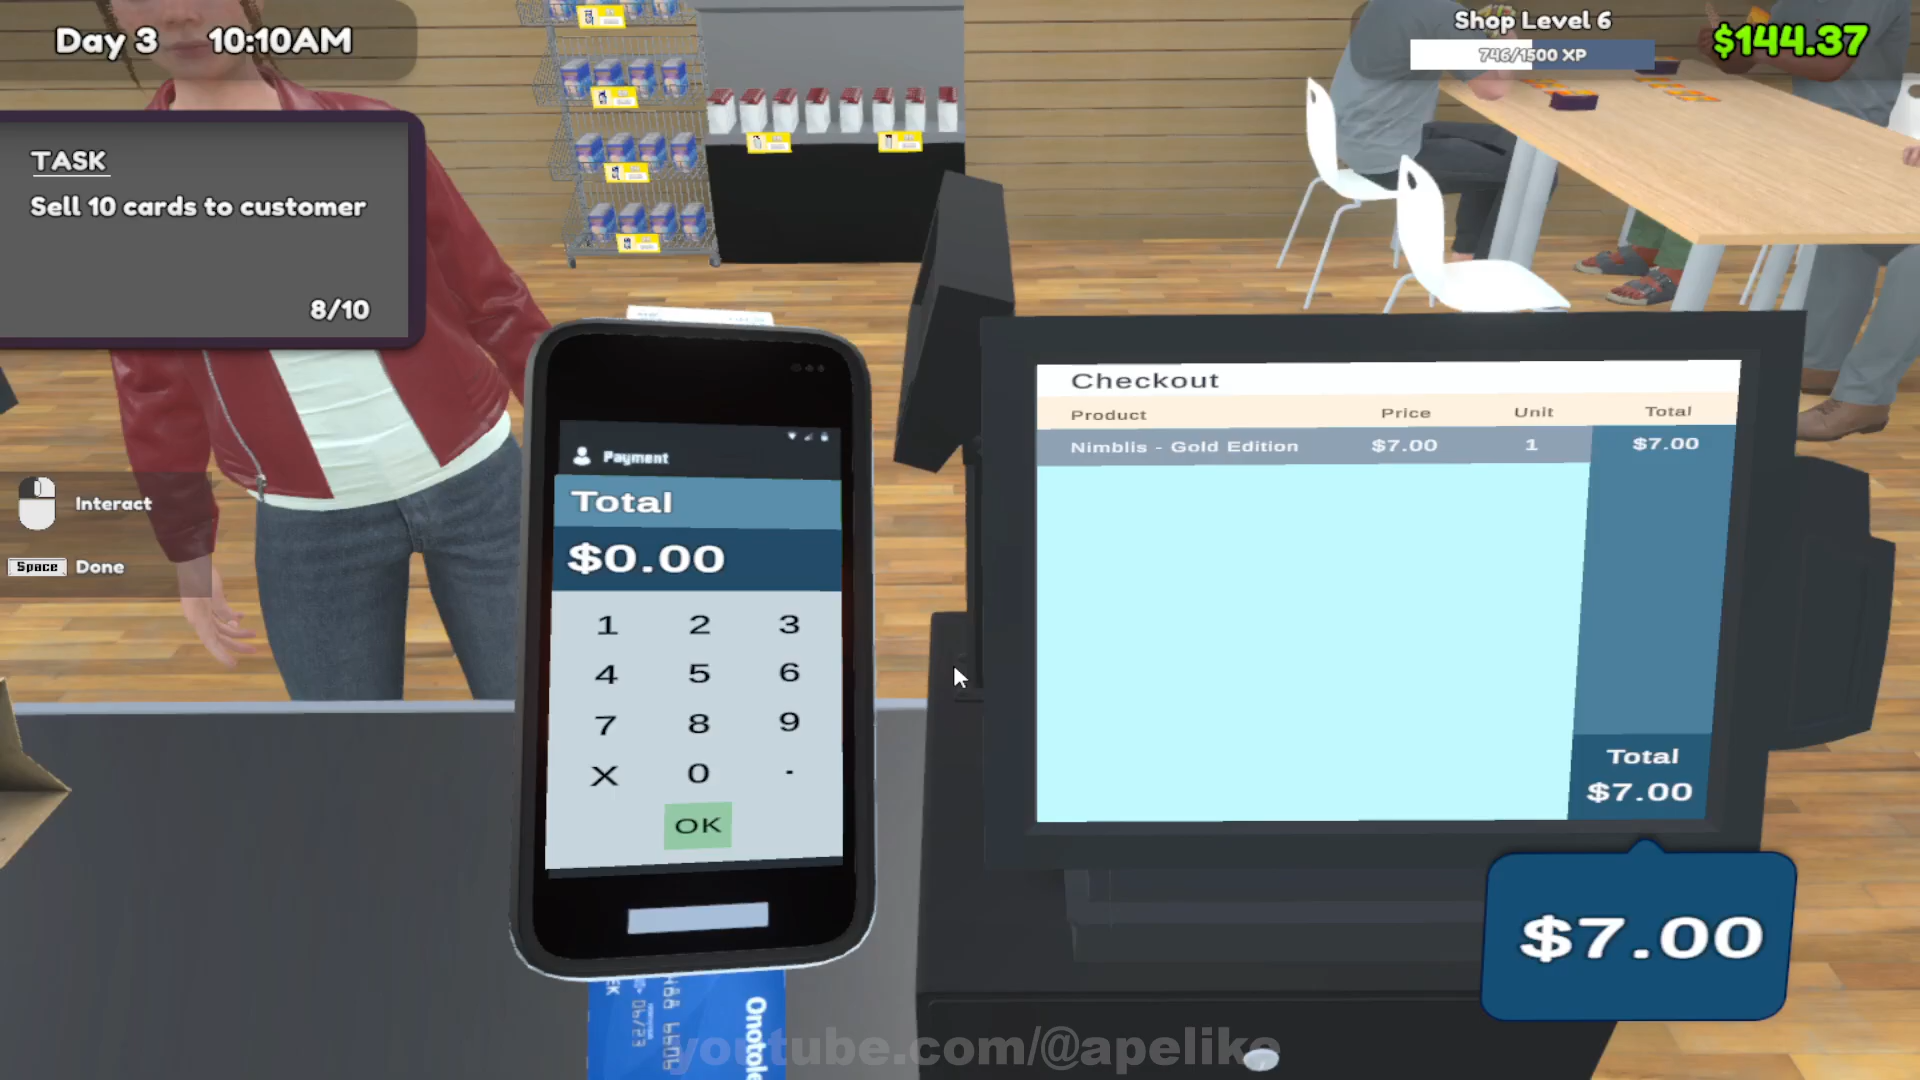 Day 3 10:10AM
Shop Level 6
746/1500 XP
$144.37
TASK
Sell 10 cards to customer
8/10
Interact
Space Done
Payment
Total
$0.00
1 2 3
4 5 6
7 8 9
X 0 .
OK
Checkout
Product Price Unit Total
Nimblis - Gold Edition $7.00 1 $7.00
Total
$7.00
$7.00
06/23
youtube.com/@apelike